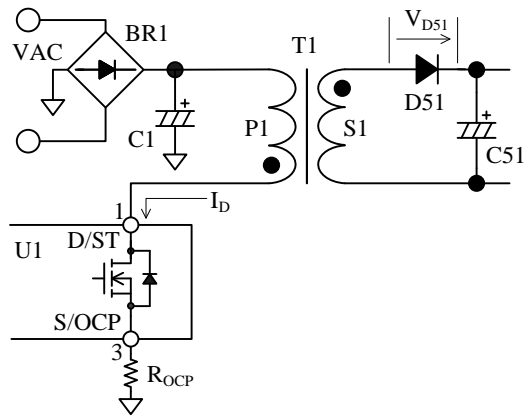 VAC
BR1
C1
P1
T1
S1
V_D51
D51
C51
I_D
1
D/ST
U1
S/OCP
3
R_OCP